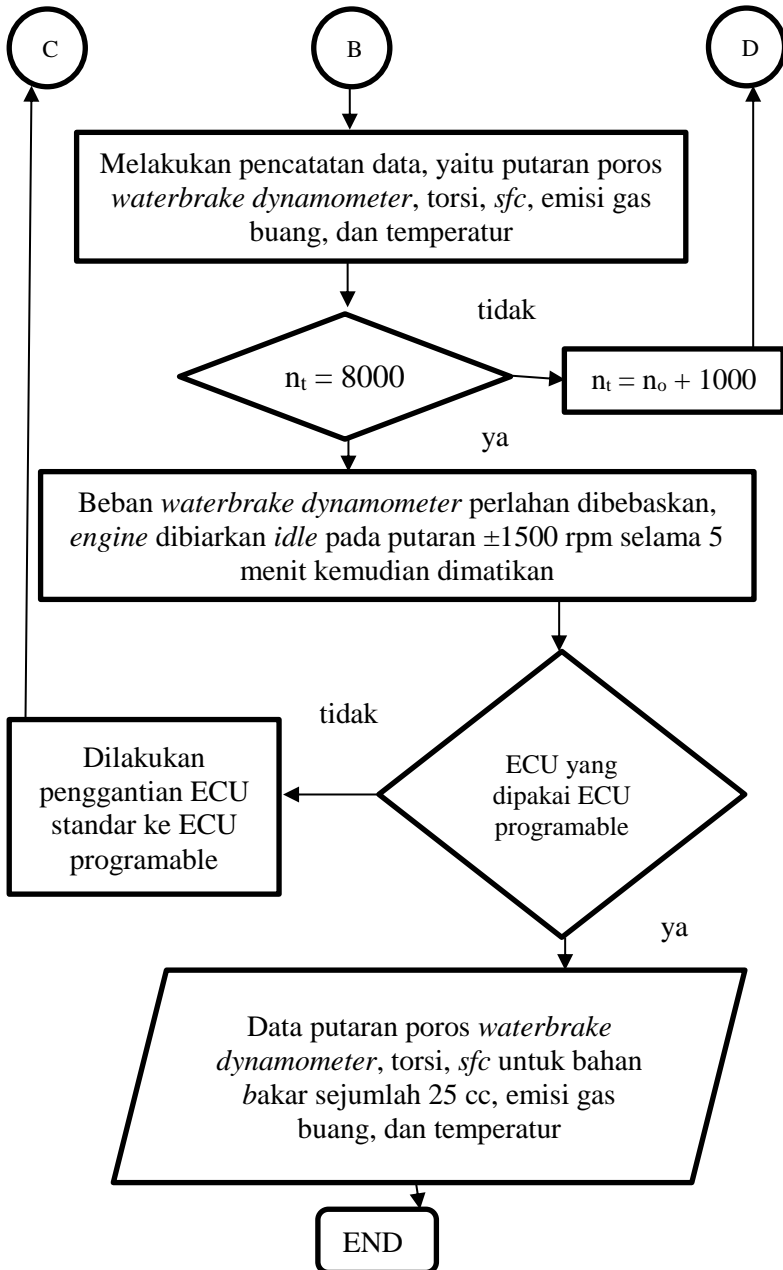 C
B
D
Melakukan pencatatan data, yaitu putaran poros
waterbrake dynamometer, torsi, sfc, emisi gas
buang, dan temperatur
tidak
nt = 8000
nt = no + 1000
ya
Beban waterbrake dynamometer perlahan dibebaskan,
engine dibiarkan idle pada putaran ±1500 rpm selama 5
menit kemudian dimatikan
tidak
Dilakukan
penggantian ECU
standar ke ECU
programable
ECU yang
dipakai ECU
programable
ya
Data putaran poros waterbrake
dynamometer, torsi, sfc untuk bahan
bakar sejumlah 25 cc, emisi gas
buang, dan temperatur
END